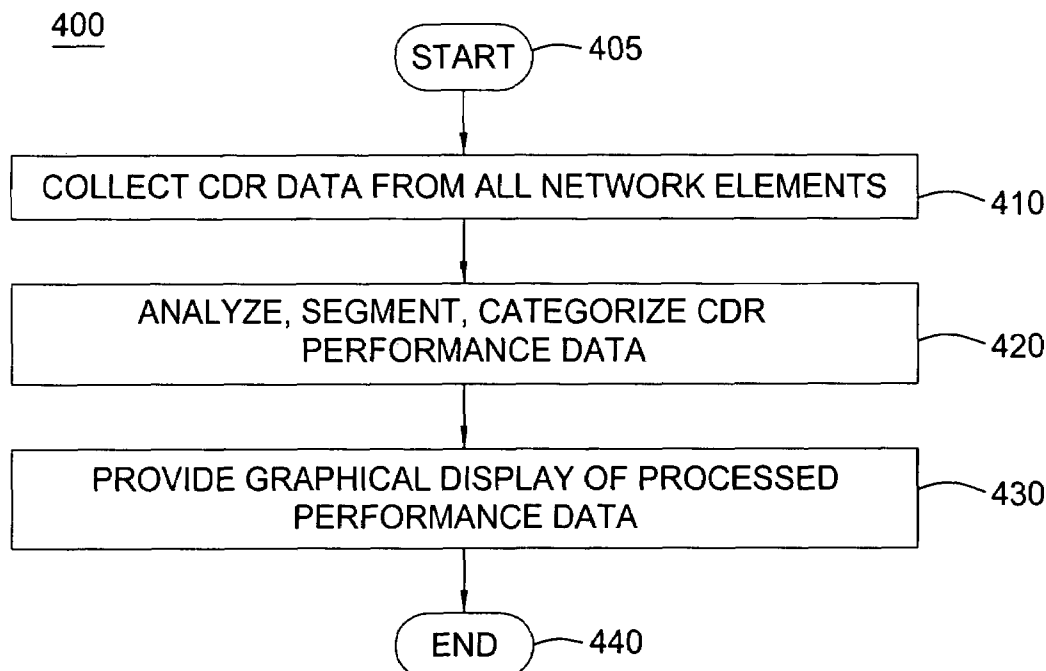 400
START
405
COLLECT CDR DATA FROM ALL NETWORK ELEMENTS
410
ANALYZE, SEGMENT, CATEGORIZE CDR
PERFORMANCE DATA
420
PROVIDE GRAPHICAL DISPLAY OF PROCESSED
PERFORMANCE DATA
430
END
440